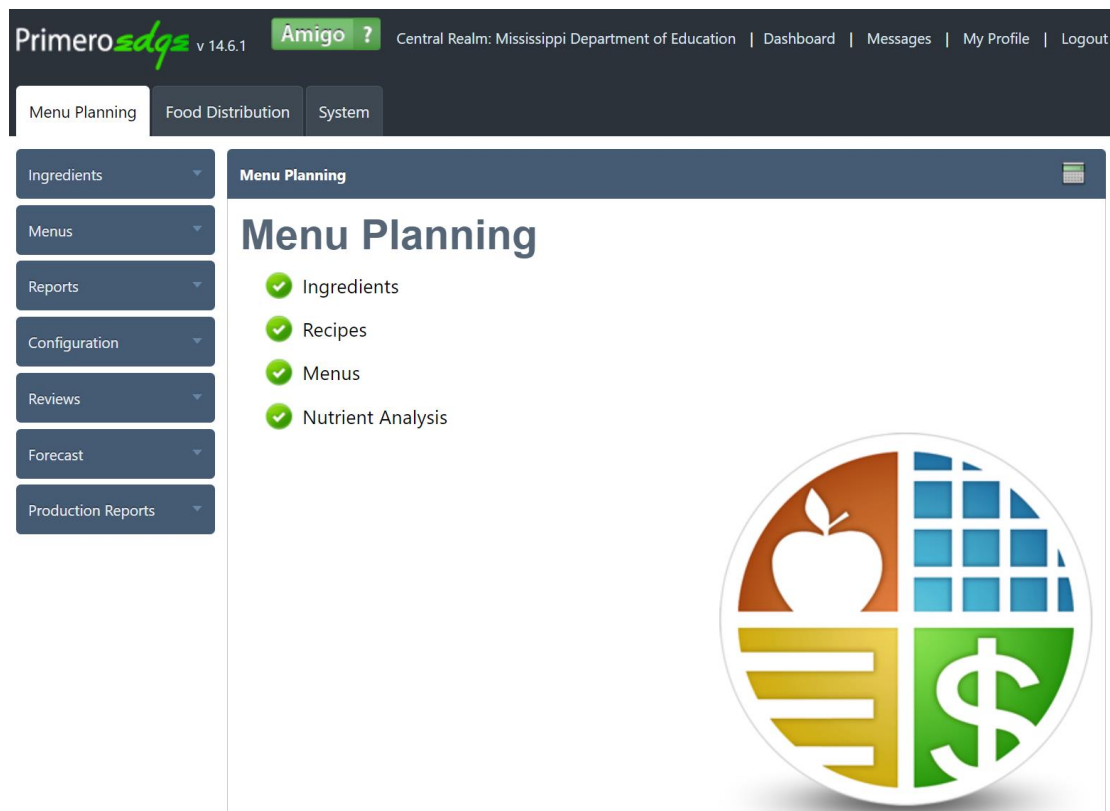 Primeroedge v 14.6.1 Amigo ? Central Realm: Mississippi Department of Education | Dashboard | Messages | My Profile | Logout
Menu Planning Food Distribution System
Ingredients
Menus
Reports
Configuration
Reviews
Forecast
Production Reports
Menu Planning
Menu Planning
Ingredients
Recipes
Menus
Nutrient Analysis
$